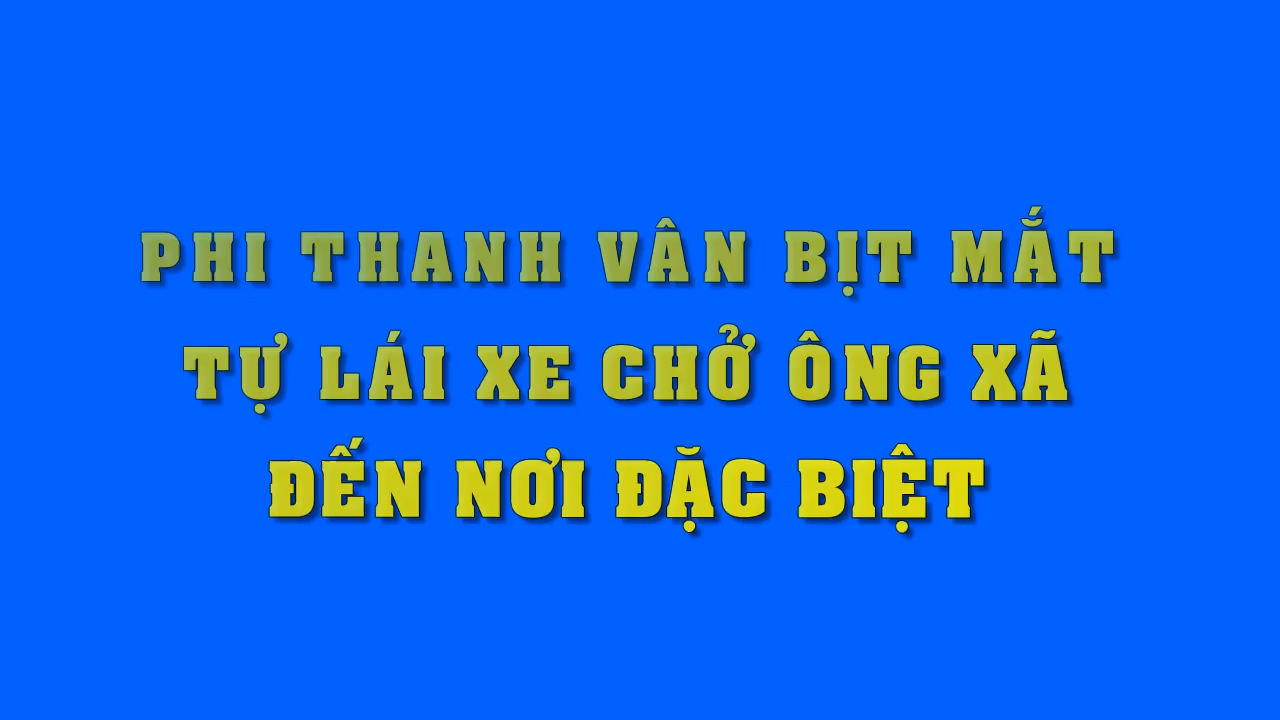 PHI THANH VÂN BỊT MẮT
TỰ LÁI XE CHỞ ÔNG XÃ
ĐẾN NƠI ĐẶC BIỆT